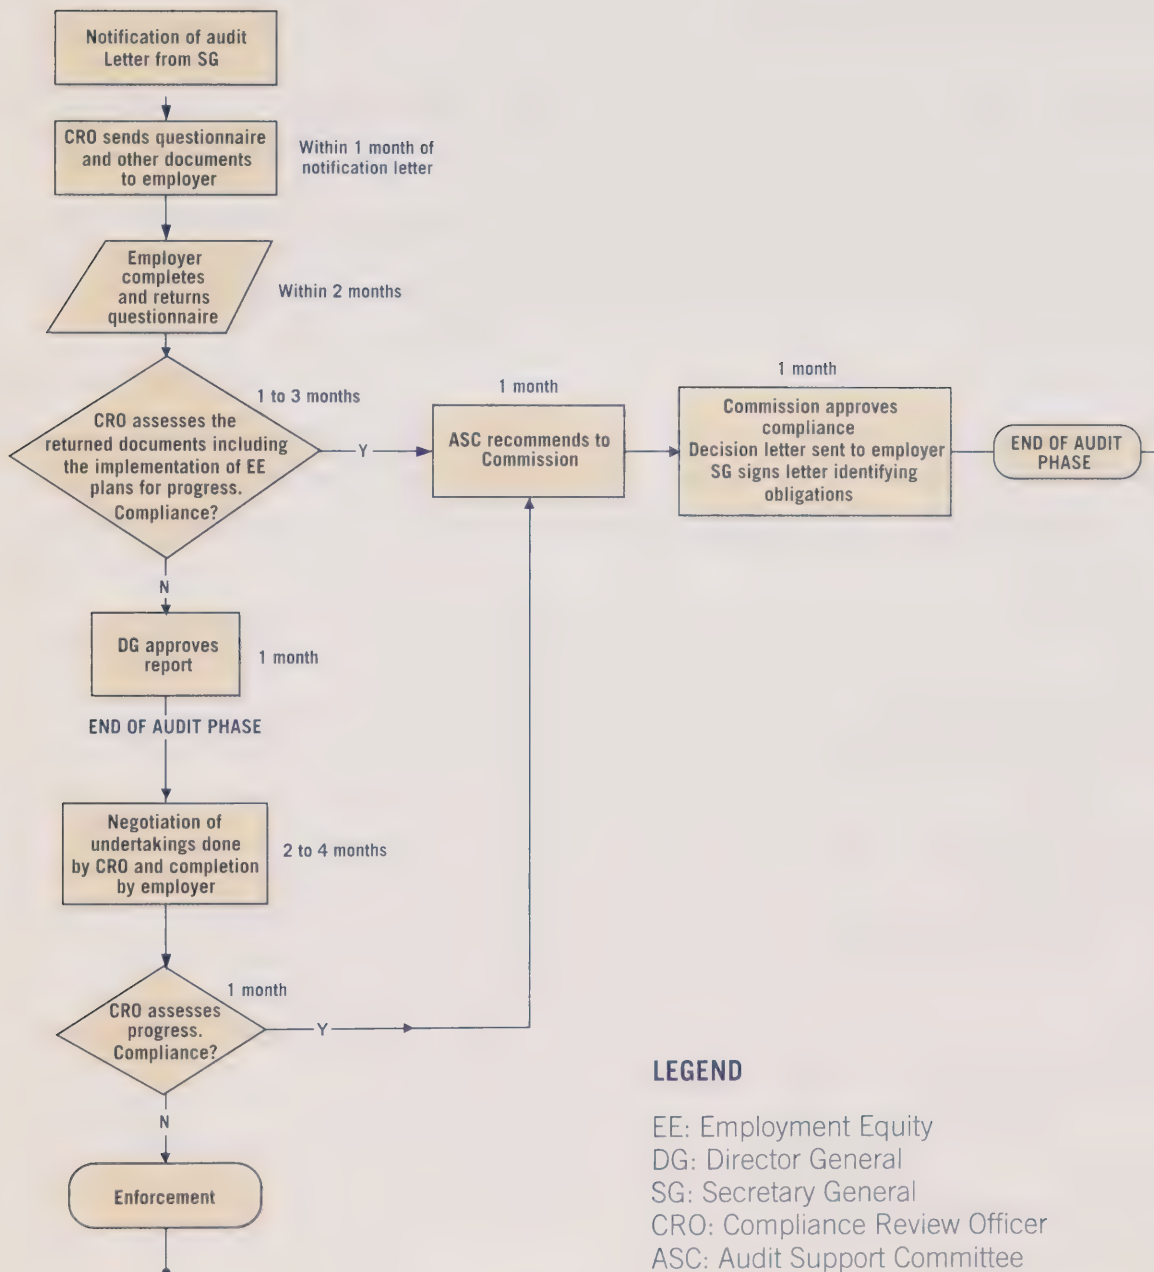 Notification of audit
Letter from SG
CRO sends questionnaire
and other documents
to employer
Within 1 month of
notification letter
Employer
completes
and returns
questionnaire
Within 2 months
1 to 3 months
CRO assesses the
returned documents including
the implementation of EE
plans for progress.
Compliance?
Y
1 month
ASC recommends to
Commission
1 month
Commission approves
compliance
Decision letter sent to employer
SG signs letter identifying
obligations
END OF AUDIT
PHASE
N
DG approves
report
1 month
END OF AUDIT PHASE
Negotiation of
undertakings done
by CRO and completion
by employer
2 to 4 months
1 month
CRO assesses
progress.
Compliance?
Y
N
Enforcement
LEGEND
EE: Employment Equity
DG: Director General
SG: Secretary General
CRO: Compliance Review Officer
ASC: Audit Support Committee